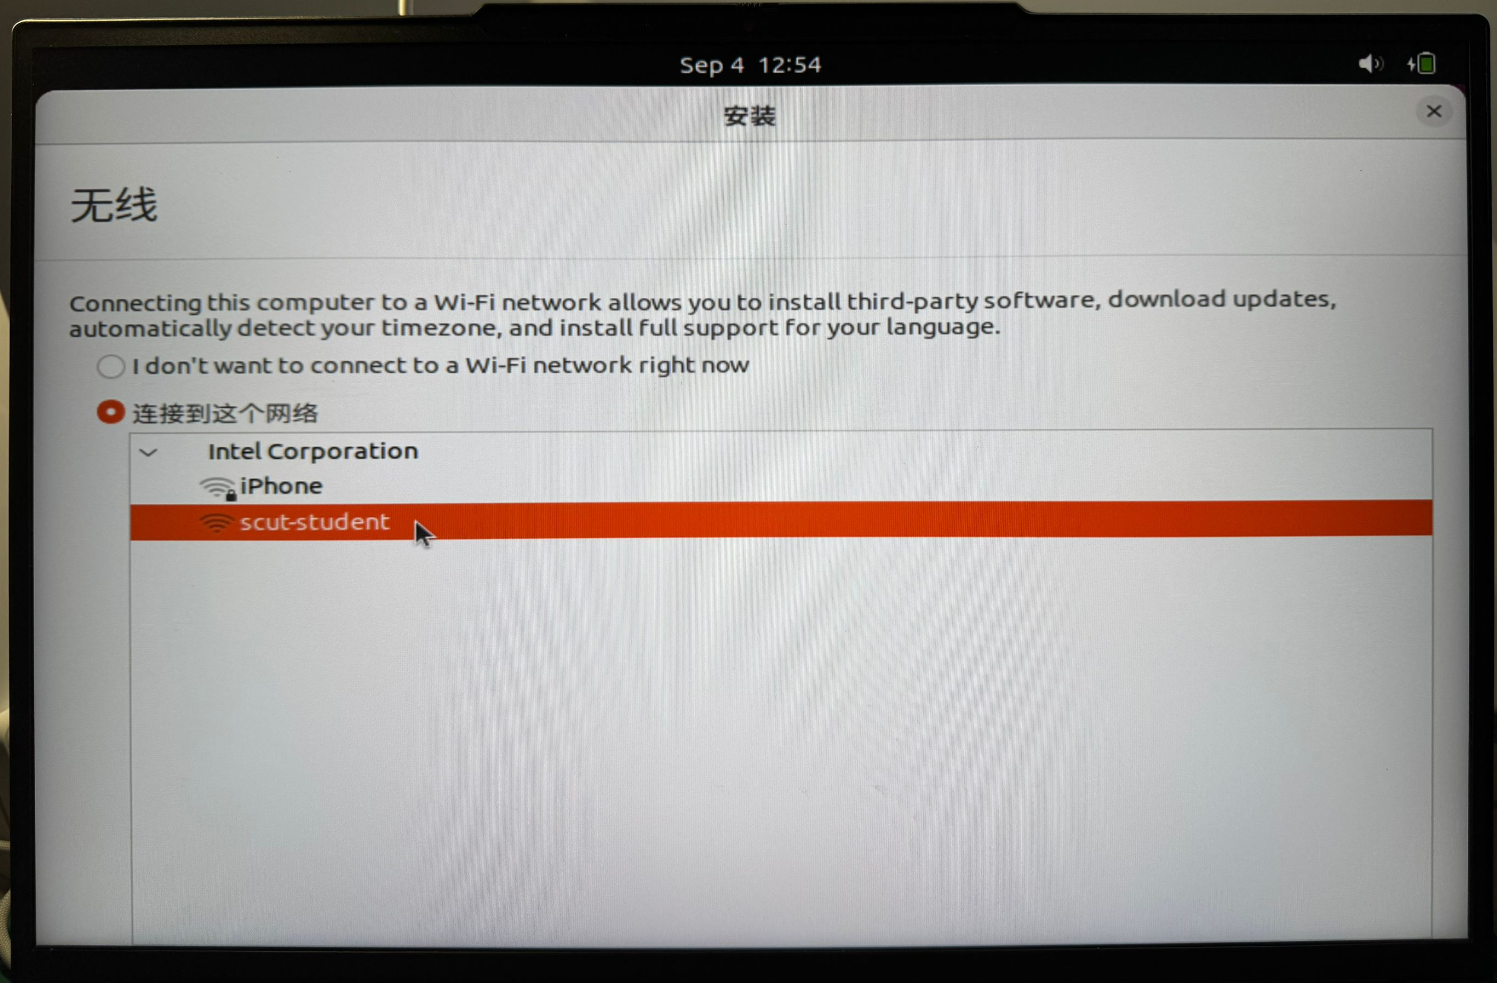 Sep 4 12:54
安装
无线
Connecting this computer to a Wi-Fi network allows you to install third-party software, download updates,
automatically detect your timezone, and install full support for your language.
I don't want to connect to a Wi-Fi network right now
连接到这个网络
Intel Corporation
iPhone
scut-student